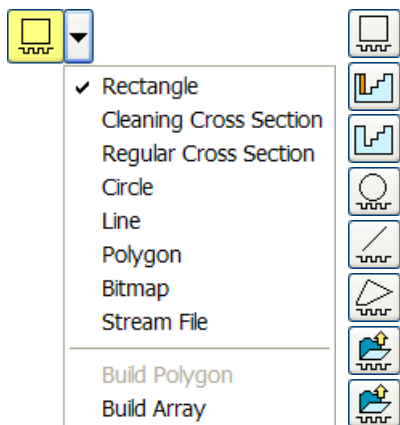 Rectangle
Cleaning Cross Section
Regular Cross Section
Circle
Line
Polygon
Bitmap
Stream File
Build Polygon
Build Array